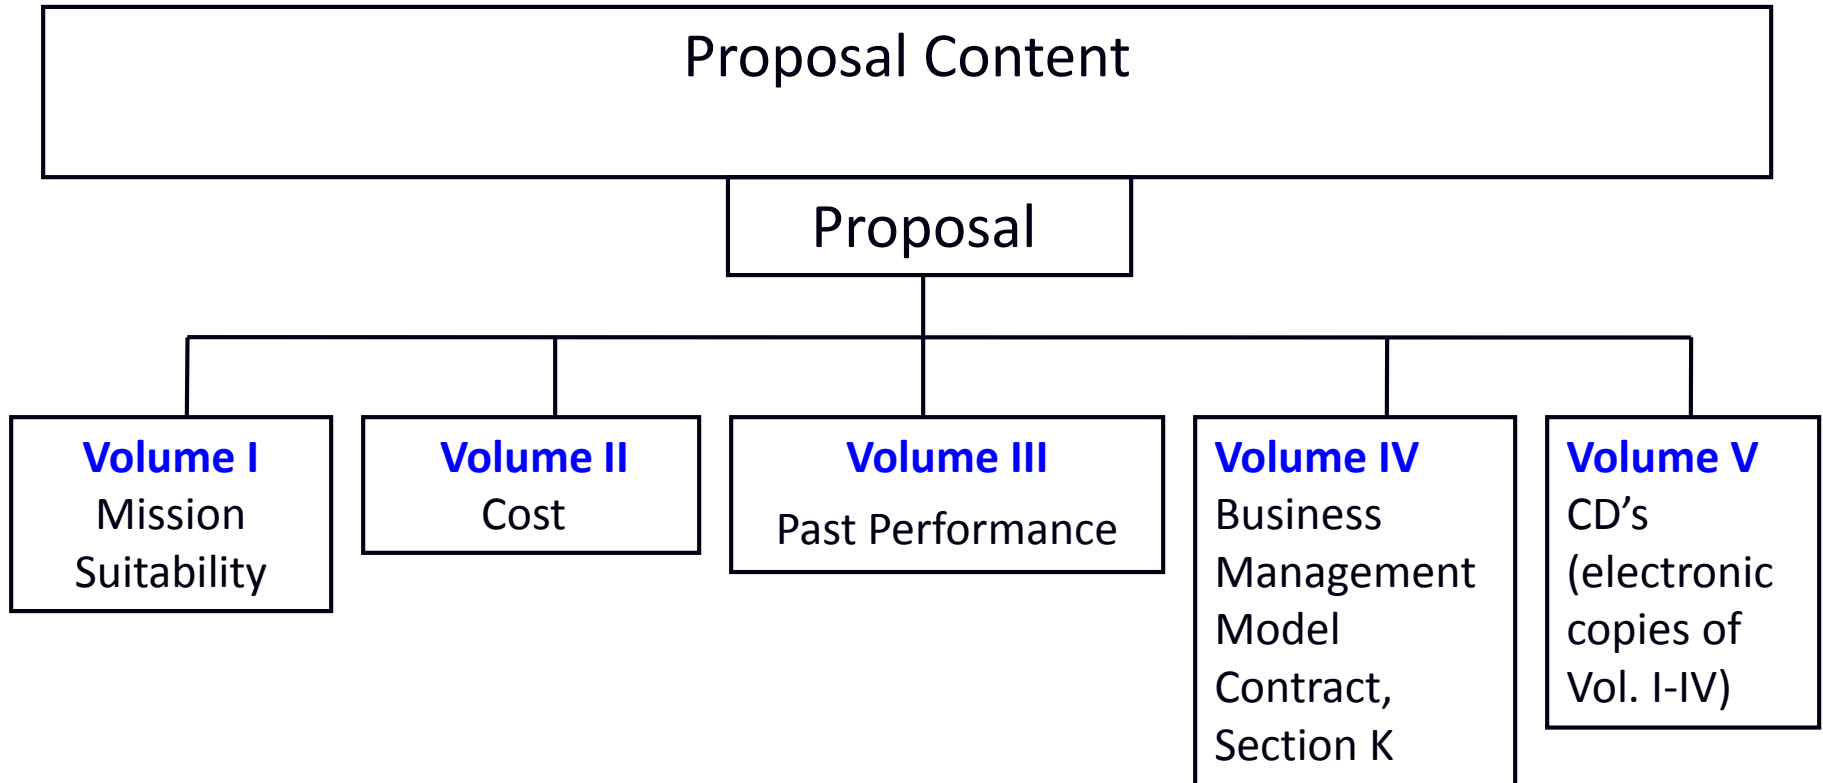 Proposal Content
Proposal
Volume I
Mission
Suitability
Volume II
Cost
Volume III
Past Performance
Volume IV
Business
Management
Model
Contract,
Section K
Volume V
CD’s
(electronic
copies of
Vol. I-IV)